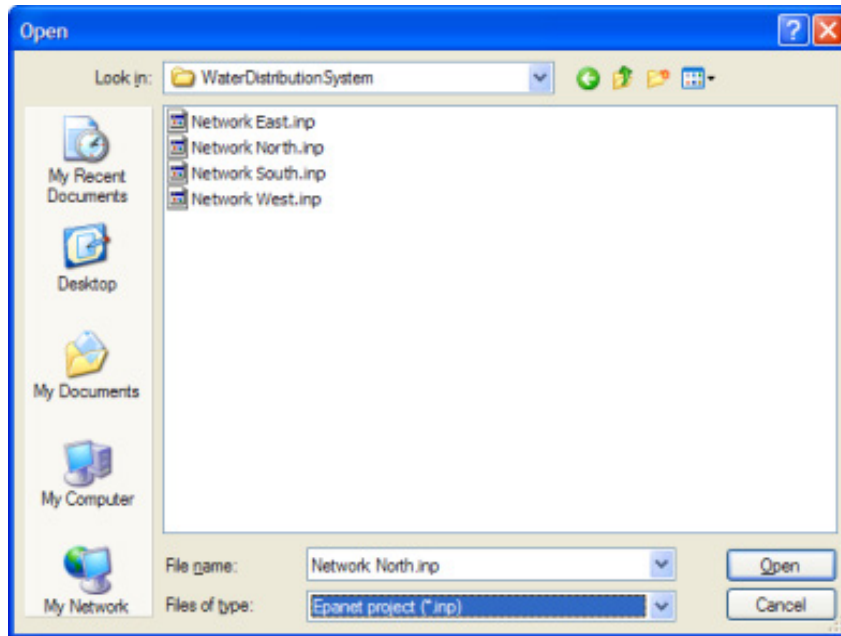 Open
Look in: WaterDistributionSystem
My Recent Documents
Desktop
My Documents
My Computer
My Network
Network East.inp
Network North.inp
Network South.inp
Network West.inp
File name: Network North.inp Open
Files of type: Epanet project (*.inp) Cancel